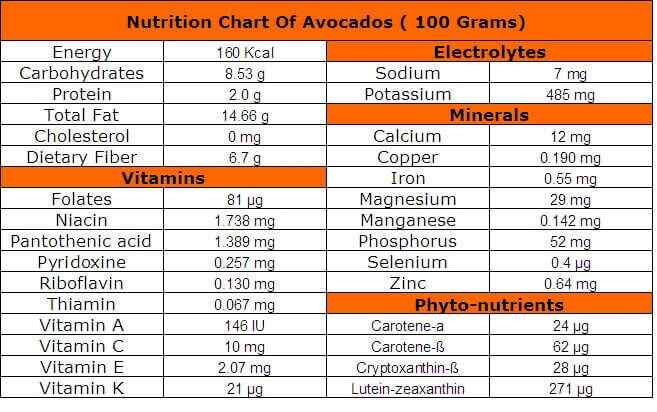 Nutrition Chart Of Avocados ( 100 Grams)
Energy 160 Kcal
Carbohydrates 8.53 g
Protein 2.0 g
Total Fat 14.66 g
Cholesterol 0 mg
Dietary Fiber 6.7 g
Vitamins
Folates 81 µg
Niacin 1.738 mg
Pantothenic acid 1.389 mg
Pyridoxine 0.257 mg
Riboflavin 0.130 mg
Thiamin 0.067 mg
Vitamin A 146 IU
Vitamin C 10 mg
Vitamin E 2.07 mg
Vitamin K 21 µg
Electrolytes
Sodium 7 mg
Potassium 485 mg
Minerals
Calcium 12 mg
Copper 0.190 mg
Iron 0.55 mg
Magnesium 29 mg
Manganese 0.142 mg
Phosphorus 52 mg
Selenium 0.4 µg
Zinc 0.64 mg
Phyto-nutrients
Carotene-a 24 µg
Carotene-ß 62 µg
Cryptoxanthin-ß 28 µg
Lutein-zeaxanthin 271 µg